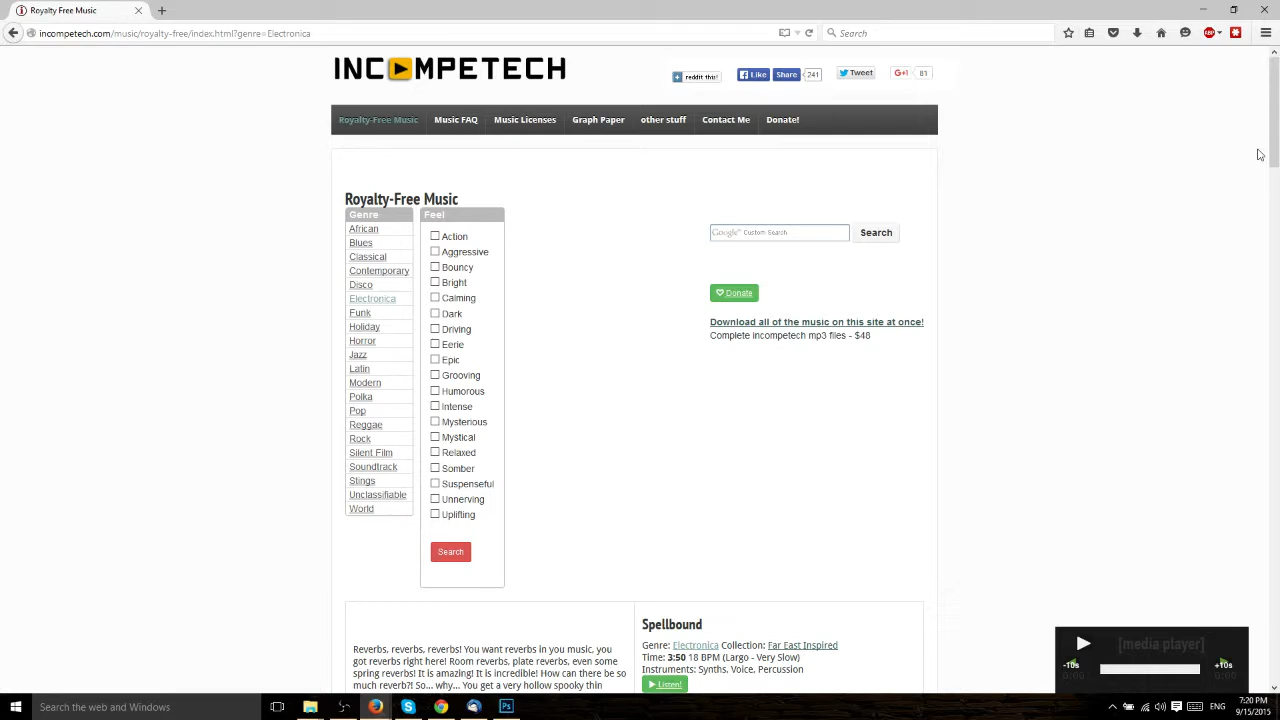 Royalty Free Music
incompetech.com/music/royalty-free/index.html?genre=Electronica
Search
INCOMPETECH
reddit this!
Like
Share
241
Tweet
G+1
81
Royalty-Free Music
Music FAQ
Music Licenses
Graph Paper
other stuff
Contact Me
Donate!
Royalty-Free Music
Genre
African
Blues
Classical
Contemporary
Disco
Electronica
Funk
Holiday
Horror
Jazz
Latin
Modern
Polka
Pop
Reggae
Rock
Silent Film
Soundtrack
Stings
Unclassifiable
World
Feel
Action
Aggressive
Bouncy
Bright
Calming
Dark
Driving
Eerie
Epic
Grooving
Humorous
Intense
Mysterious
Mystical
Relaxed
Somber
Suspenseful
Unnerving
Uplifting
Search
Google™ Custom Search
Search
Donate
Download all of the music on this site at once!
Complete incompetech mp3 files - $48
Reverbs, reverbs, reverbs! You want reverbs in you music, you
got reverbs right here! Room reverbs, plate reverbs, even some
spring reverbs! It is amazing! It is incredible! How can there be so
much reverb?! So... why... You get a very hollow spooky thin
Spellbound
Genre: Electronica Collection: Far East Inspired
Time: 3:50 18 BPM (Largo - Very Slow)
Instruments: Synths, Voice, Percussion
Listen!
[media player]
-10s
+10s
0:00
0:00
Search the web and Windows
ENG
7:20 PM
9/15/2015